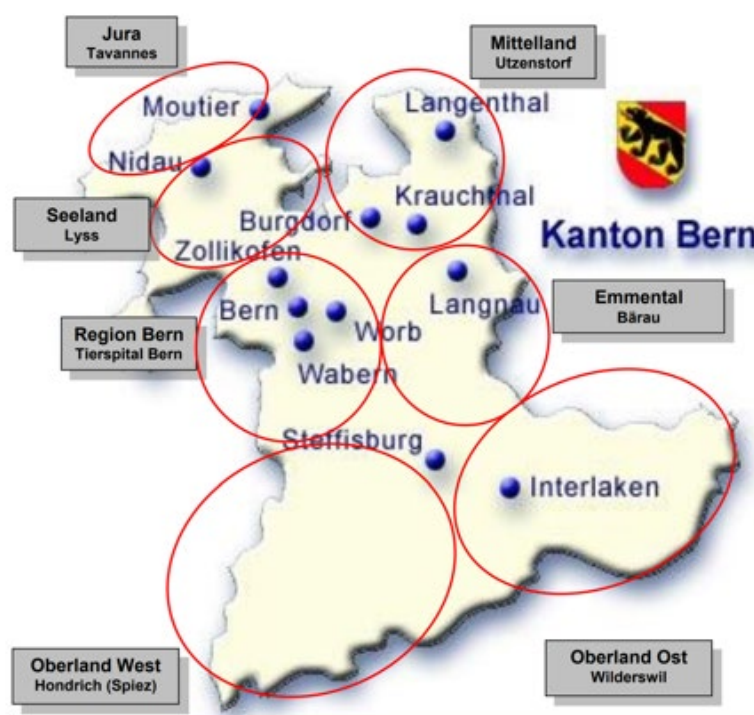 Jura
Tavannes
Mittelland
Utzenstorf
Moutier
Langenthal
Nidau
Seeland
Lyss
Krauchthal
Burgdorf
Kanton Bern
Zollikofen
Emmental
Bärau
Langnau
Bern
Worb
Region Bern
Tierspital Bern
Wabern
Steffisburg
Interlaken
Oberland West
Hondrich (Spiez)
Oberland Ost
Wilderswil